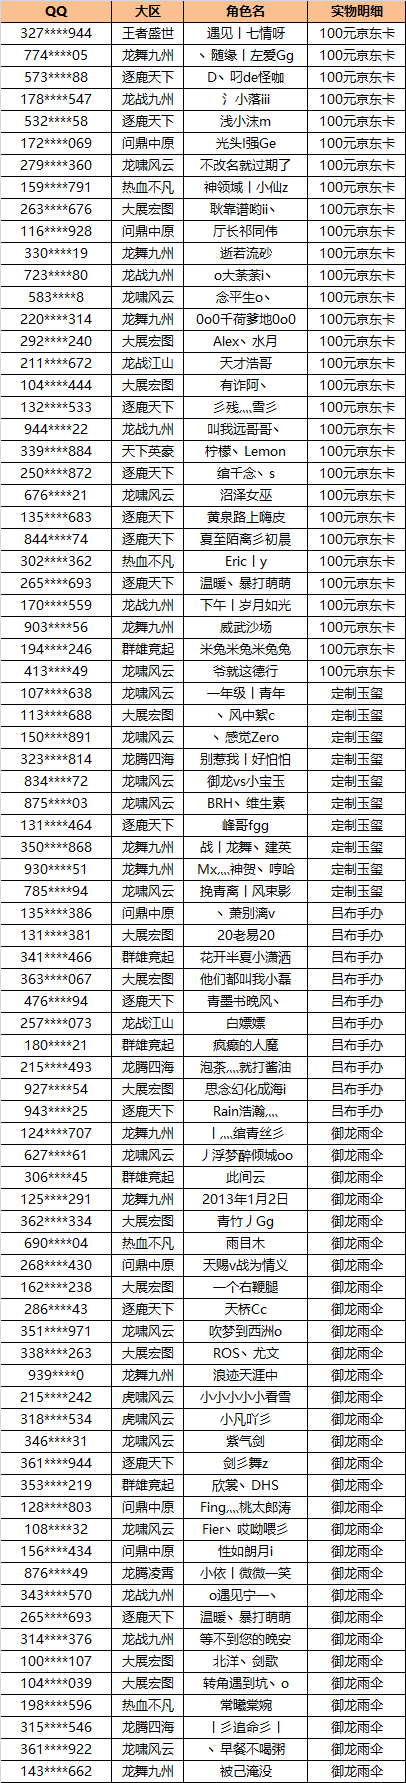 QQ 大区 角色名 实物明细
327****944 王者盛世 遇见丨七情呀 100元京东卡
774****05 龙舞九州 丶随缘丨左爱Gg 100元京东卡
573****88 逐鹿天下 D丶叼de怪咖 100元京东卡
178****547 龙战九州 氵小落iii 100元京东卡
532****58 逐鹿天下 浅小沫m 100元京东卡
172****069 问鼎中原 光头l强Ge 100元京东卡
279****360 龙啸风云 不改名就过期了 100元京东卡
159****791 热血不凡 神领域丨小仙z 100元京东卡
263****676 大展宏图 耿靠谱哟ii丶 100元京东卡
116****928 问鼎中原 厅长祁同伟 100元京东卡
330****19 龙舞九州 逝若流砂 100元京东卡
723****80 龙战九州 o大荼荼i丶 100元京东卡
583****8 龙啸风云 念平生o丶 100元京东卡
220****314 龙舞九州 0o0千荷爹地0o0 100元京东卡
292****240 大展宏图 Alex丶水月 100元京东卡
211****672 龙战江山 天才浩哥 100元京东卡
104****444 大展宏图 有诈阿丶 100元京东卡
132****533 逐鹿天下 彡残灬雪彡 100元京东卡
944****22 龙战九州 叫我远哥哥丶 100元京东卡
339****884 天下英豪 柠檬丶Lemon 100元京东卡
250****872 逐鹿天下 绾千念丶s 100元京东卡
676****21 龙啸风云 沼泽女巫 100元京东卡
135****683 逐鹿天下 黄泉路上嗨皮 100元京东卡
844****74 逐鹿天下 夏至陌离彡初晨 100元京东卡
302****362 热血不凡 Eric丨y 100元京东卡
265****693 逐鹿天下 温暖丶暴打萌萌 100元京东卡
170****559 龙战九州 下午丨岁月如光 100元京东卡
903****56 龙舞九州 威武沙场 100元京东卡
194****246 群雄竞起 米兔米兔米兔兔 100元京东卡
413****49 龙啸风云 爷就这德行 100元京东卡
107****638 龙啸风云 一年级丨青年 定制玉玺
113****688 大展宏图 丶风中絮c 定制玉玺
150****891 龙啸风云 丶感觉Zero 定制玉玺
323****814 龙腾四海 别惹我丨好怕怕 定制玉玺
834****72 龙啸风云 御龙vs小宝玉 定制玉玺
875****03 龙啸风云 BRH丶维生素 定制玉玺
131****464 逐鹿天下 峰哥fgg 定制玉玺
350****868 龙舞九州 战丨龙舞丶建英 定制玉玺
930****51 龙舞九州 Mx灬神贺丶哼哈 定制玉玺
785****94 龙啸风云 挽青离丨风束影 定制玉玺
135****386 问鼎中原 丶萧别漓v 吕布手办
131****381 大展宏图 20老易20 吕布手办
341****466 群雄竞起 花开半夏小潇洒 吕布手办
363****067 大展宏图 他们都叫我小磊 吕布手办
476****94 逐鹿天下 青墨书晚风丶 吕布手办
257****073 龙战江山 白嫖嫖 吕布手办
180****21 群雄竞起 疯癫的人魔 吕布手办
215****493 龙腾四海 泡茶灬就打酱油 吕布手办
927****54 大展宏图 思念幻化成海i 吕布手办
943****25 逐鹿天下 Rain浩瀚灬 吕布手办
124****707 龙舞九州 丨灬绾青丝彡 御龙雨伞
627****61 龙啸风云 丿浮梦醉倾城oo 御龙雨伞
306****45 群雄竞起 此间云 御龙雨伞
125****291 龙舞九州 2013年1月2日 御龙雨伞
362****334 大展宏图 青竹丿Gg 御龙雨伞
690****04 热血不凡 雨目木 御龙雨伞
268****430 问鼎中原 天赐v战为情义 御龙雨伞
162****238 大展宏图 一个右鞭腿 御龙雨伞
286****43 逐鹿天下 天桥Cc 御龙雨伞
351****971 龙啸风云 吹梦到西洲o 御龙雨伞
338****263 大展宏图 ROS丶尤文 御龙雨伞
939****0 龙舞九州 浪迹天涯中 御龙雨伞
215****242 虎啸风云 小小小小小看雪 御龙雨伞
318****534 虎啸风云 小凡吖彡 御龙雨伞
346****31 龙啸风云 紫气剑 御龙雨伞
361****944 逐鹿天下 剑彡舞z 御龙雨伞
353****219 群雄竞起 欣裳丶DHS 御龙雨伞
128****803 问鼎中原 Fing灬桃太郎涛 御龙雨伞
108****32 龙啸风云 Fier丶哎呦喂彡 御龙雨伞
156****434 问鼎中原 性如朗月i 御龙雨伞
876****49 龙腾凌霄 小依丨微微一笑 御龙雨伞
343****570 龙战九州 o遇见宁一丶 御龙雨伞
265****693 逐鹿天下 温暖丶暴打萌萌 御龙雨伞
314****376 龙战九州 等不到您的晚安 御龙雨伞
100****107 大展宏图 北洋丶剑歌 御龙雨伞
104****039 大展宏图 转角遇到坑丶o 御龙雨伞
198****596 热血不凡 常曦棠婉 御龙雨伞
315****546 龙腾四海 丨彡追命彡丨 御龙雨伞
361****922 龙啸风云 丶早餐不喝粥 御龙雨伞
143****662 龙舞九州 被己淹没 御龙雨伞